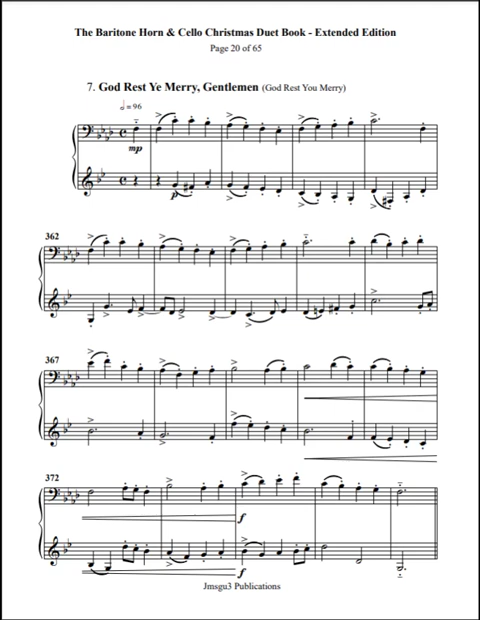 The Baritone Horn & Cello Christmas Duet Book - Extended Edition
Page 20 of 65
7. God Rest Ye Merry, Gentlemen (God Rest You Merry)
= 96
mp
p
362
367
372
f
f
Jmsgu3 Publications